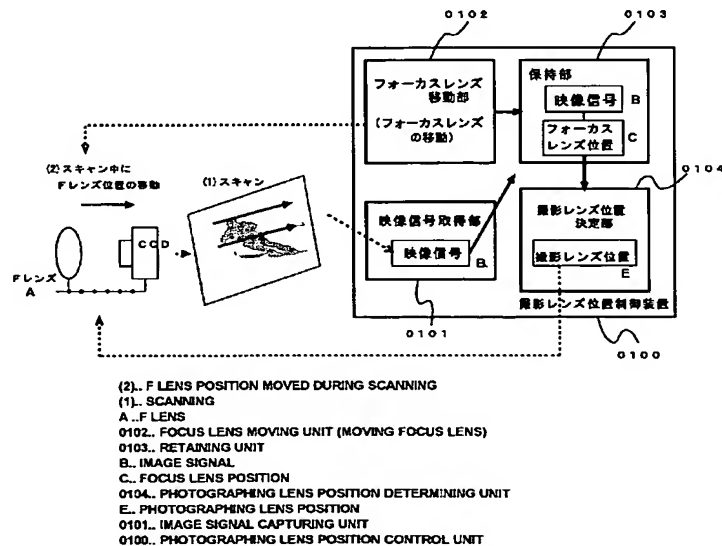 0102
0103
フォーカスレンズ
移動部
(フォーカスレンズ
の移動)
保持部
映像信号
B
フォーカス
レンズ位置
C
0104
(2)スキャン中に
Fレンズ位置の移動
(1)スキャン
CCD
Fレンズ
A
映像信号取得部
映像信号
B.
撮影レンズ位置
決定部
撮影レンズ位置
E
撮影レンズ位置制御装置
0101
0100
(2).. F LENS POSITION MOVED DURING SCANNING
(1).. SCANNING
A ..F LENS
0102.. FOCUS LENS MOVING UNIT (MOVING FOCUS LENS)
0103.. RETAINING UNIT
B.. IMAGE SIGNAL
C.. FOCUS LENS POSITION
0104.. PHOTOGRAPHING LENS POSITION DETERMINING UNIT
E.. PHOTOGRAPHING LENS POSITION
0101.. IMAGE SIGNAL CAPTURING UNIT
0100.. PHOTOGRAPHING LENS POSITION CONTROL UNIT